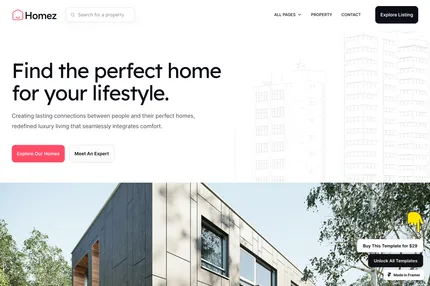 Homez
Search for a property
ALL PAGES
PROPERTY
CONTACT
Explore Listing
Find the perfect home
for your lifestyle.
Creating lasting connections between people and their perfect homes,
redefined luxury living that seamlessly integrates comfort.
Explore Our Homes
Meet An Expert
Buy This Template for $29
Unlock All Templates
Made in Framer